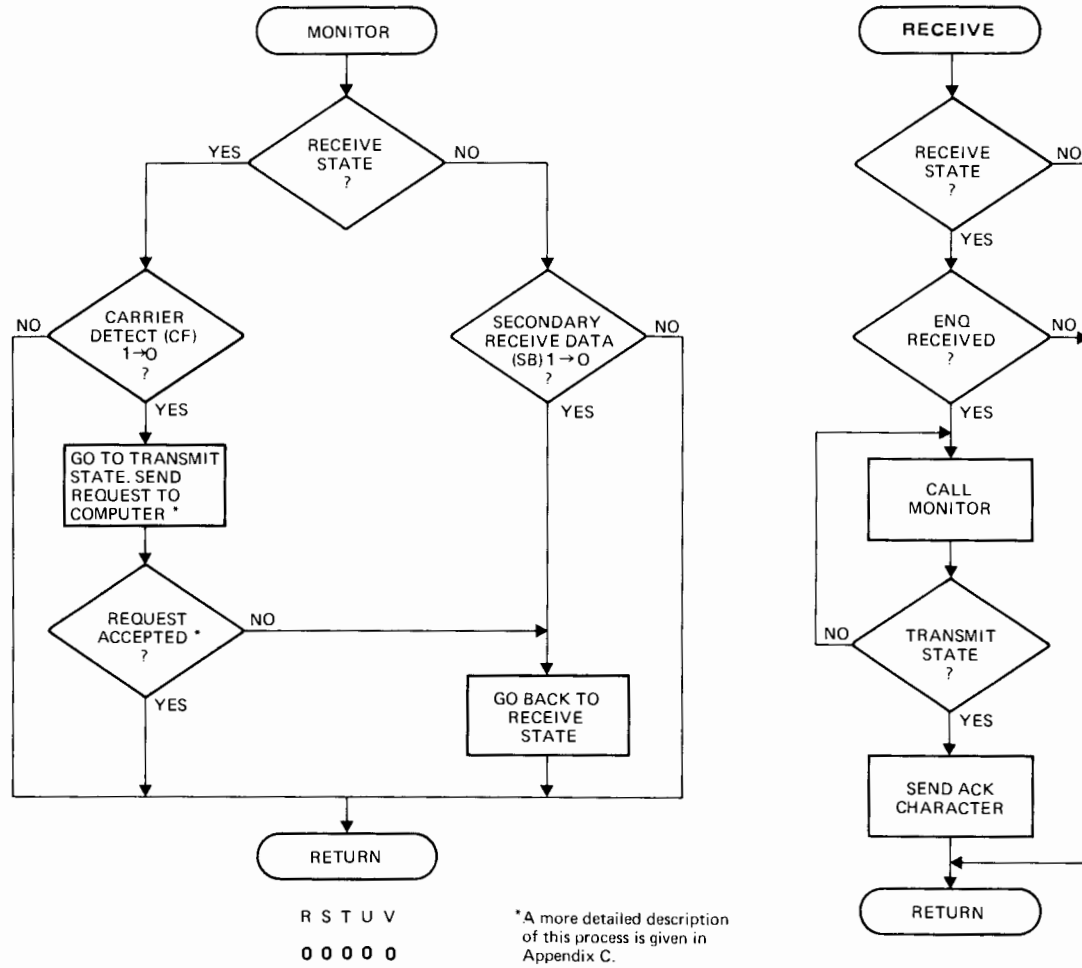 MONITOR
RECEIVE
STATE
?
YES
NO
CARRIER
DETECT (CF)
1→0
?
NO
YES
SECONDARY
RECEIVE DATA
(SB) 1→0
?
NO
YES
GO TO TRANSMIT
STATE. SEND
REQUEST TO
COMPUTER *
REQUEST
ACCEPTED *
?
NO
YES
GO BACK TO
RECEIVE
STATE
RETURN
R S T U V
0 0 0 0 0
*A more detailed description
of this process is given in
Appendix C.
RECEIVE
RECEIVE
STATE
?
NO
YES
ENQ
RECEIVED
?
NO
YES
CALL
MONITOR
TRANSMIT
STATE
?
NO
YES
SEND ACK
CHARACTER
RETURN